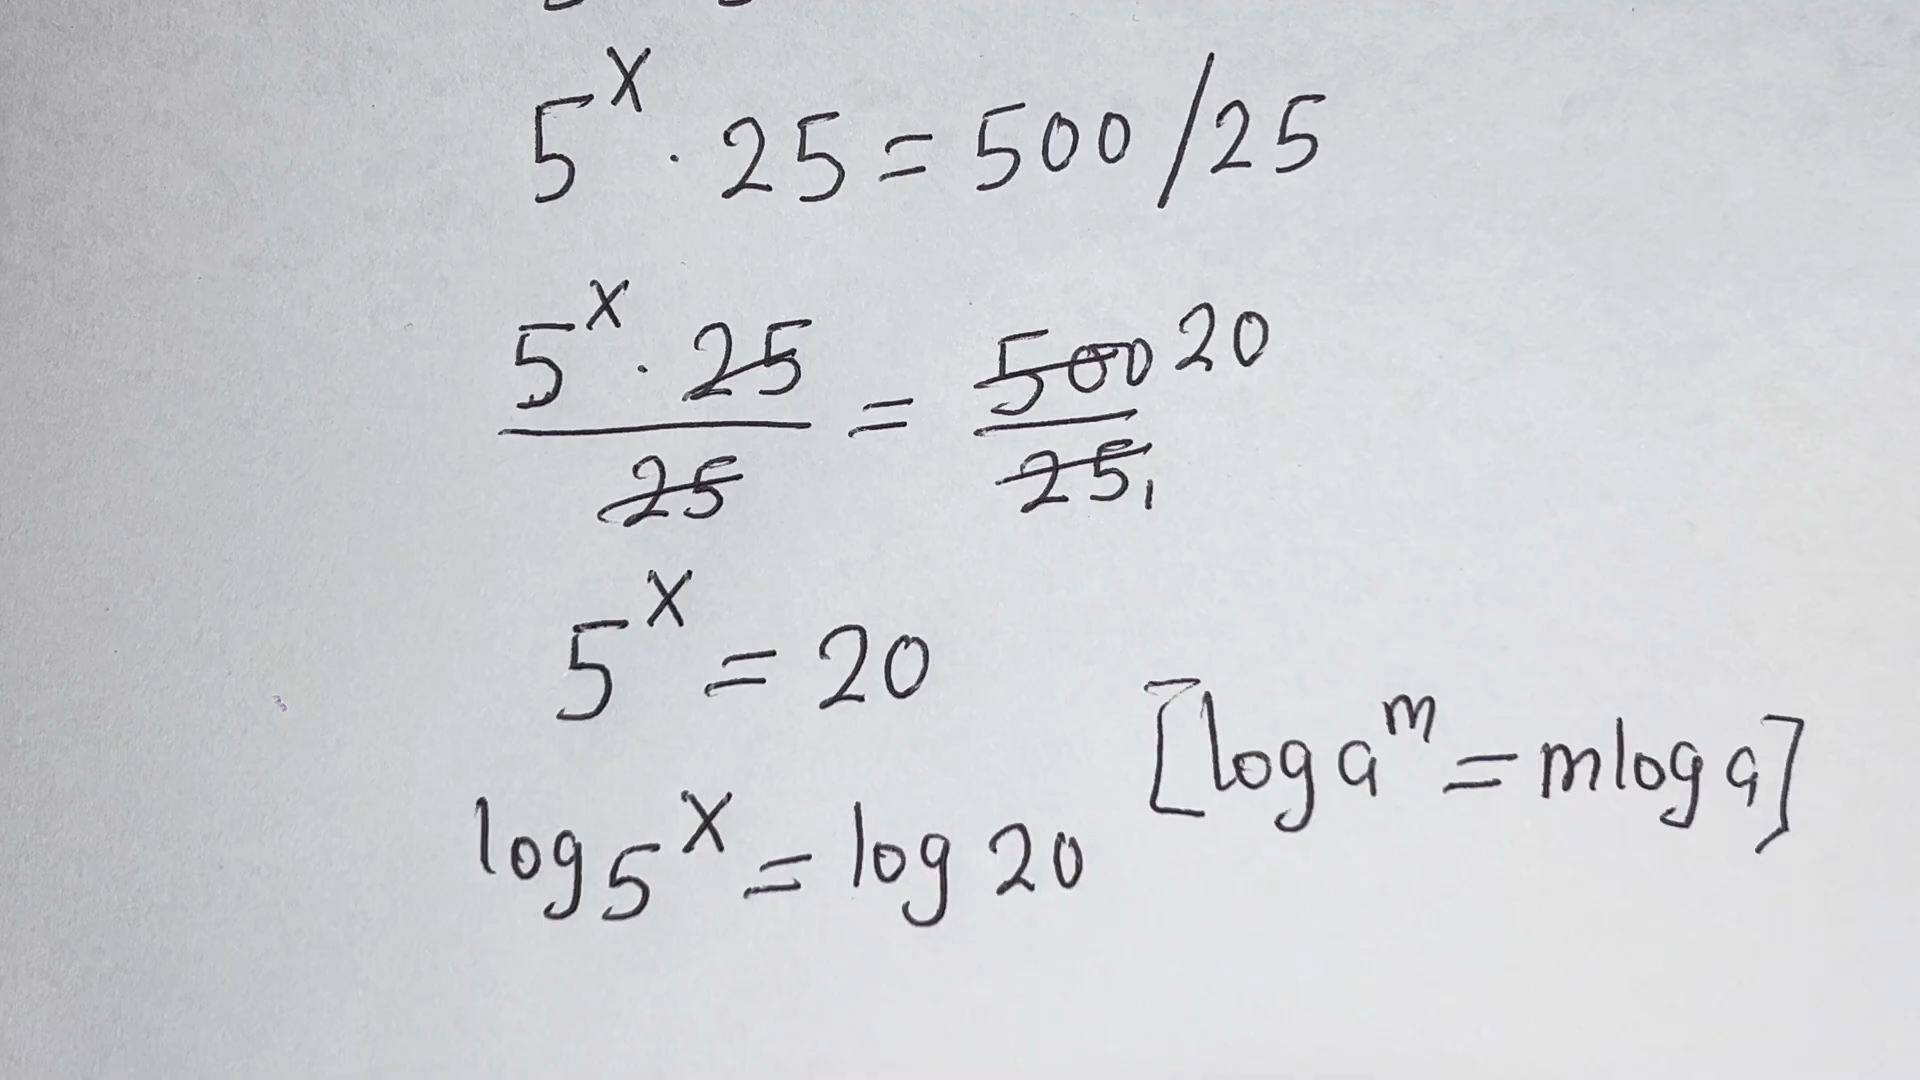 5^x · 25 = 500 / 25
5^x · 25 / 25 = 500 / 25 20 1
5^x = 20
[log a^m = m log a]
log 5^x = log 20